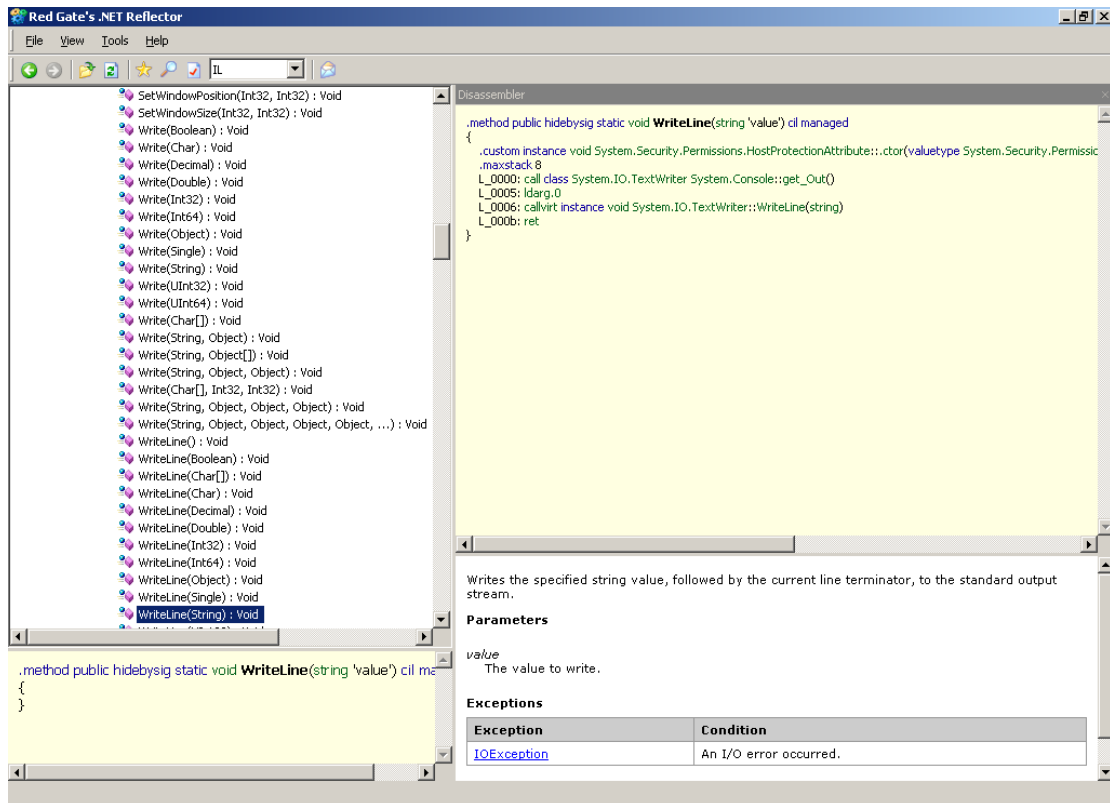 Red Gate's .NET Reflector
File View Tools Help
IL
SetWindowPosition(Int32, Int32) : Void
SetWindowSize(Int32, Int32) : Void
Write(Boolean) : Void
Write(Char) : Void
Write(Decimal) : Void
Write(Double) : Void
Write(Int32) : Void
Write(Int64) : Void
Write(Object) : Void
Write(Single) : Void
Write(String) : Void
Write(UInt32) : Void
Write(UInt64) : Void
Write(Char[]) : Void
Write(String, Object) : Void
Write(String, Object[]) : Void
Write(String, Object, Object) : Void
Write(Char[], Int32, Int32) : Void
Write(String, Object, Object, Object) : Void
Write(String, Object, Object, Object, Object, ...) : Void
WriteLine() : Void
WriteLine(Boolean) : Void
WriteLine(Char[]) : Void
WriteLine(Char) : Void
WriteLine(Decimal) : Void
WriteLine(Double) : Void
WriteLine(Int32) : Void
WriteLine(Int64) : Void
WriteLine(Object) : Void
WriteLine(Single) : Void
WriteLine(String) : Void
.method public hidebysig static void WriteLine(string 'value') cil ma
{
}
Disassembler
.method public hidebysig static void WriteLine(string 'value') cil managed
{
.custom instance void System.Security.Permissions.HostProtectionAttribute::.ctor(valuetype System.Security.Permissic
.maxstack 8
L_0000: call class System.IO.TextWriter System.Console::get_Out()
L_0005: ldarg.0
L_0006: callvirt instance void System.IO.TextWriter::WriteLine(string)
L_000b: ret
}
Writes the specified string value, followed by the current line terminator, to the standard output
stream.
Parameters
value
The value to write.
Exceptions
Exception Condition
IOException An I/O error occurred.